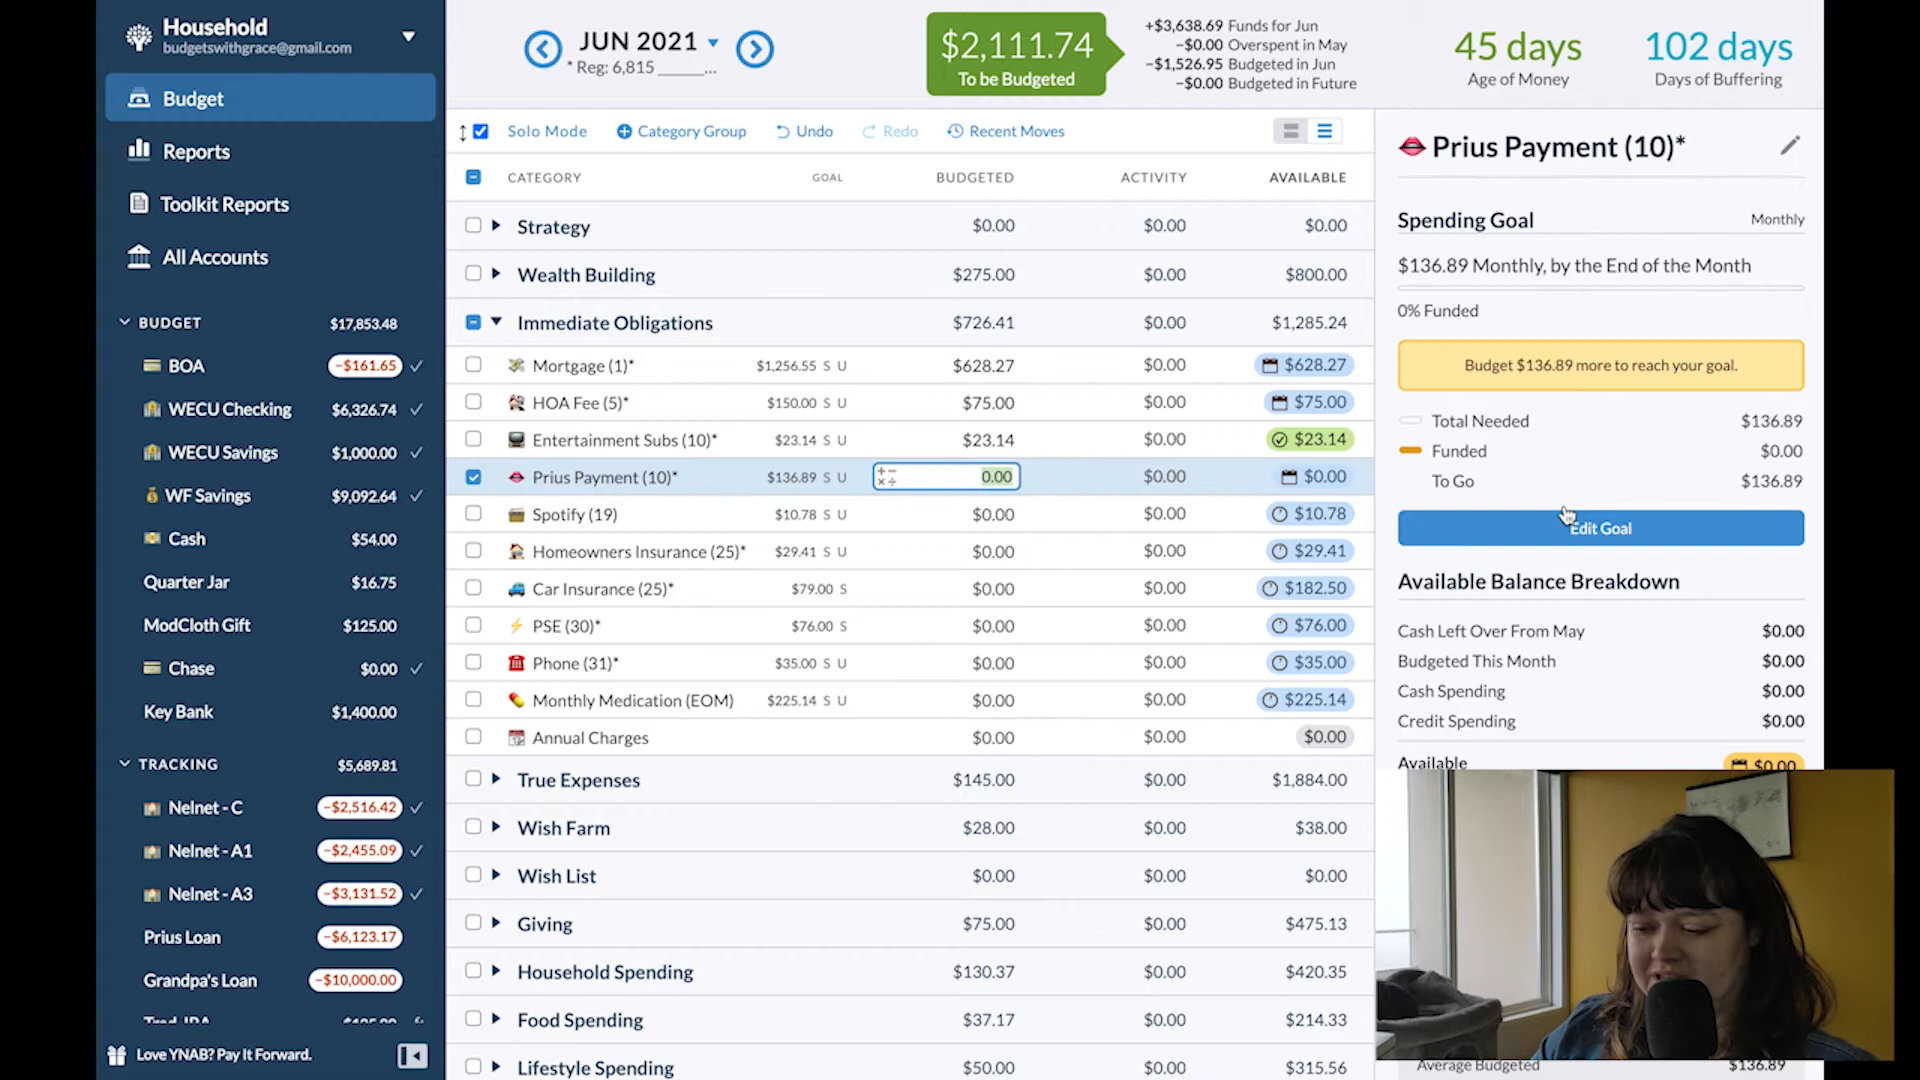 Household
budgetswithgrace@gmail.com
Budget
Reports
Toolkit Reports
All Accounts
BUDGET $17,853.48
BOA −$161.65
WECU Checking $6,326.74
WECU Savings $1,000.00
WF Savings $9,092.64
Cash $54.00
Quarter Jar $16.75
ModCloth Gift $125.00
Chase $0.00
Key Bank $1,400.00
TRACKING $5,689.81
Nelnet - C −$2,516.42
Nelnet - A1 −$2,455.09
Nelnet - A3 −$3,131.52
Prius Loan −$6,123.17
Grandpa's Loan −$10,000.00
Love YNAB? Pay It Forward.
JUN 2021
* Reg: 6,815 ______...
$2,111.74
To be Budgeted
+$3,638.69 Funds for Jun
−$0.00 Overspent in May
−$1,526.95 Budgeted in Jun
−$0.00 Budgeted in Future
45 days
Age of Money
102 days
Days of Buffering
Solo Mode Category Group Undo Redo Recent Moves
CATEGORY GOAL BUDGETED ACTIVITY AVAILABLE
Strategy $0.00 $0.00 $0.00
Wealth Building $275.00 $0.00 $800.00
Immediate Obligations $726.41 $0.00 $1,285.24
Mortgage (1)* $1,256.55 S U $628.27 $0.00 $628.27
HOA Fee (5)* $150.00 S U $75.00 $0.00 $75.00
Entertainment Subs (10)* $23.14 S U $23.14 $0.00 $23.14
Prius Payment (10)* $136.89 S U 0.00 $0.00 $0.00
Spotify (19) $10.78 S U $0.00 $0.00 $10.78
Homeowners Insurance (25)* $29.41 S U $0.00 $0.00 $29.41
Car Insurance (25)* $79.00 S $0.00 $0.00 $182.50
PSE (30)* $76.00 S $0.00 $0.00 $76.00
Phone (31)* $35.00 S U $0.00 $0.00 $35.00
Monthly Medication (EOM) $225.14 S U $0.00 $0.00 $225.14
Annual Charges $0.00 $0.00 $0.00
True Expenses $145.00 $0.00 $1,884.00
Wish Farm $28.00 $0.00 $38.00
Wish List $0.00 $0.00 $0.00
Giving $75.00 $0.00 $475.13
Household Spending $130.37 $0.00 $420.35
Food Spending $37.17 $0.00 $214.33
Lifestyle Spending $50.00 $0.00 $315.56
Prius Payment (10)*
Spending Goal Monthly
$136.89 Monthly, by the End of the Month
0% Funded
Budget $136.89 more to reach your goal.
Total Needed $136.89
Funded $0.00
To Go $136.89
Edit Goal
Available Balance Breakdown
Cash Left Over From May $0.00
Budgeted This Month $0.00
Cash Spending $0.00
Credit Spending $0.00
Available $0.00
Average Budgeted $136.89